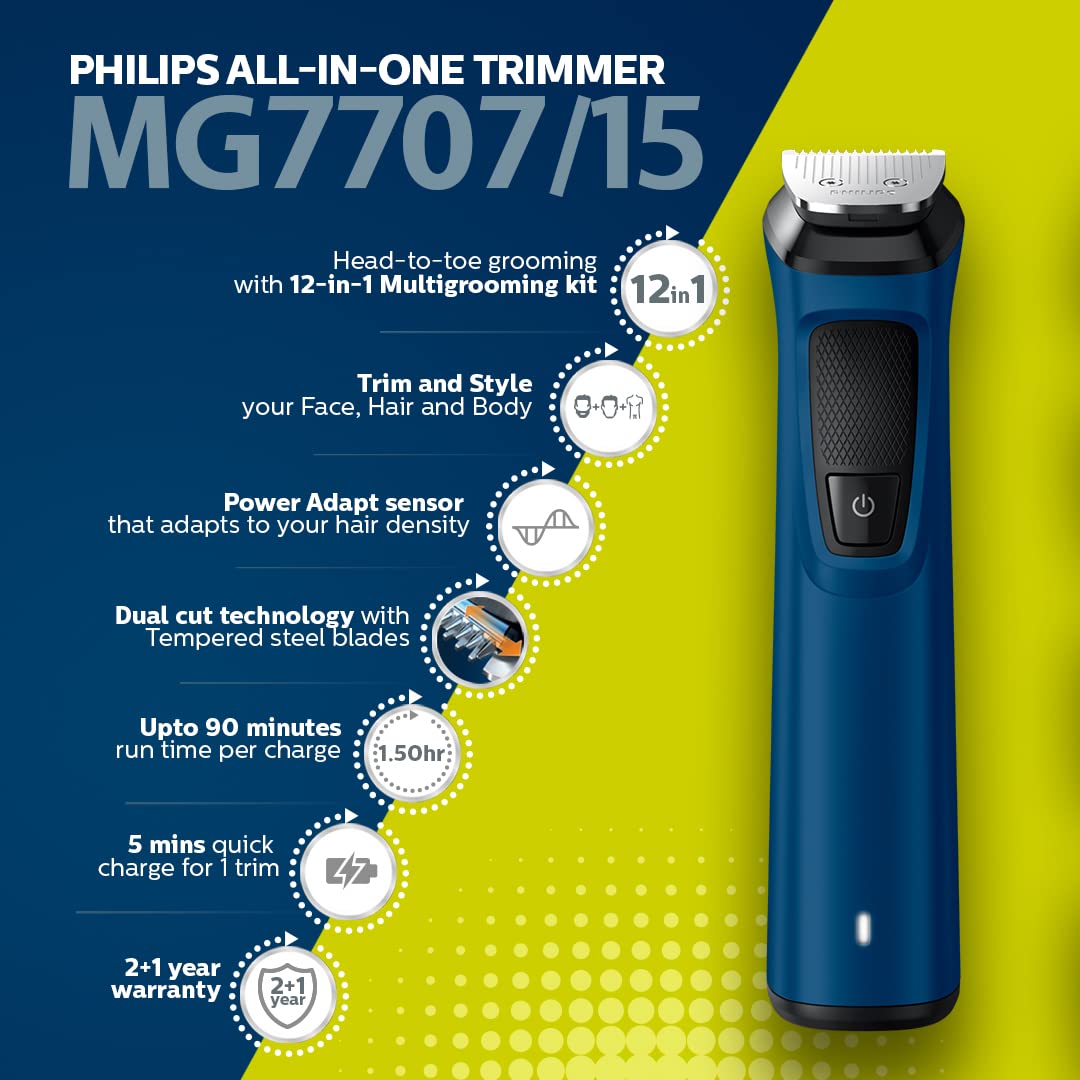 PHILIPS ALL-IN-ONE TRIMMER
MG7707/15
PHILIPS
Head-to-toe grooming
with 12-in-1 Multigrooming kit
12in1
Trim and Style
your Face, Hair and Body
Power Adapt sensor
that adapts to your hair density
Dual cut technology with
Tempered steel blades
Upto 90 minutes
run time per charge
1.50hr
5 mins quick
charge for 1 trim
2+1 year
warranty
2+1
year